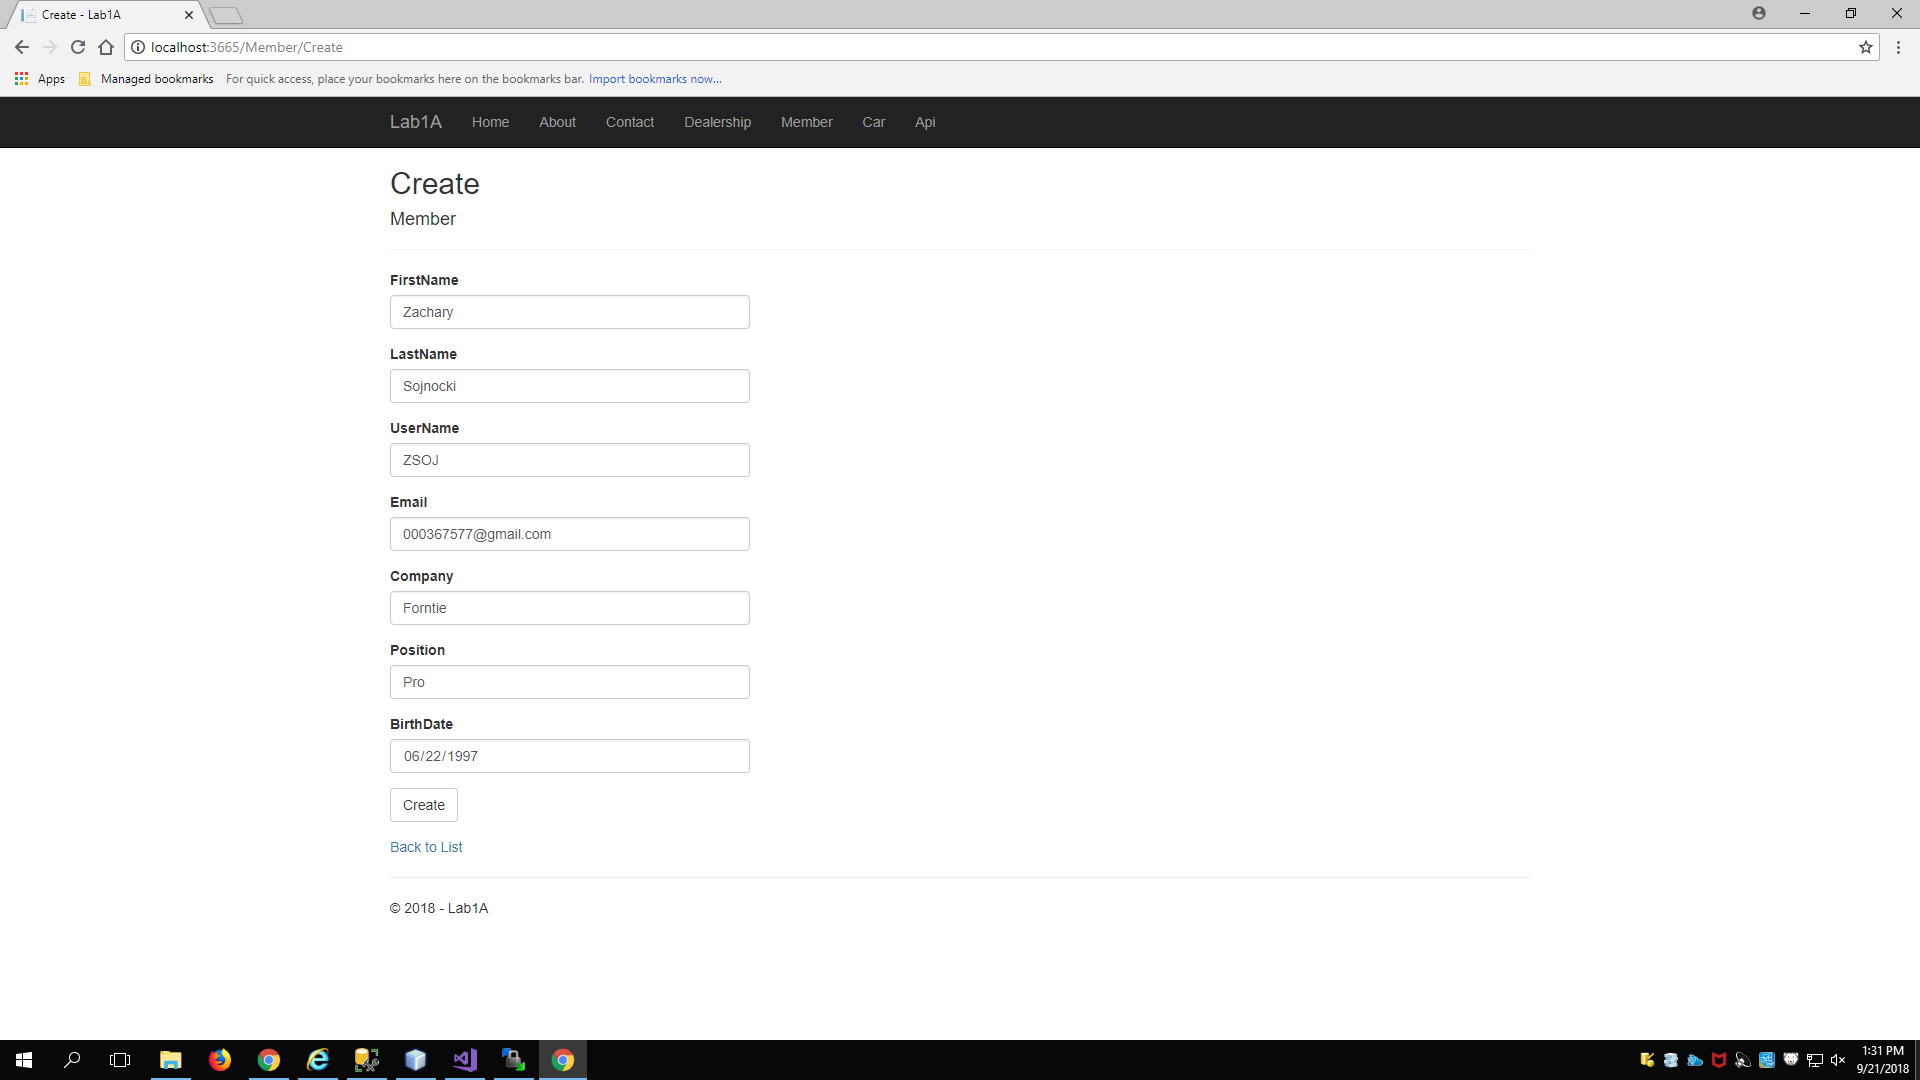 Create - Lab1A
localhost:3665/Member/Create
Apps Managed bookmarks For quick access, place your bookmarks here on the bookmarks bar. Import bookmarks now...
Lab1A Home About Contact Dealership Member Car Api
Create
Member
FirstName
Zachary
LastName
Sojnocki
UserName
ZSOJ
Email
000367577@gmail.com
Company
Forntie
Position
Pro
BirthDate
06/22/1997
Create
Back to List
© 2018 - Lab1A
1:31 PM
9/21/2018